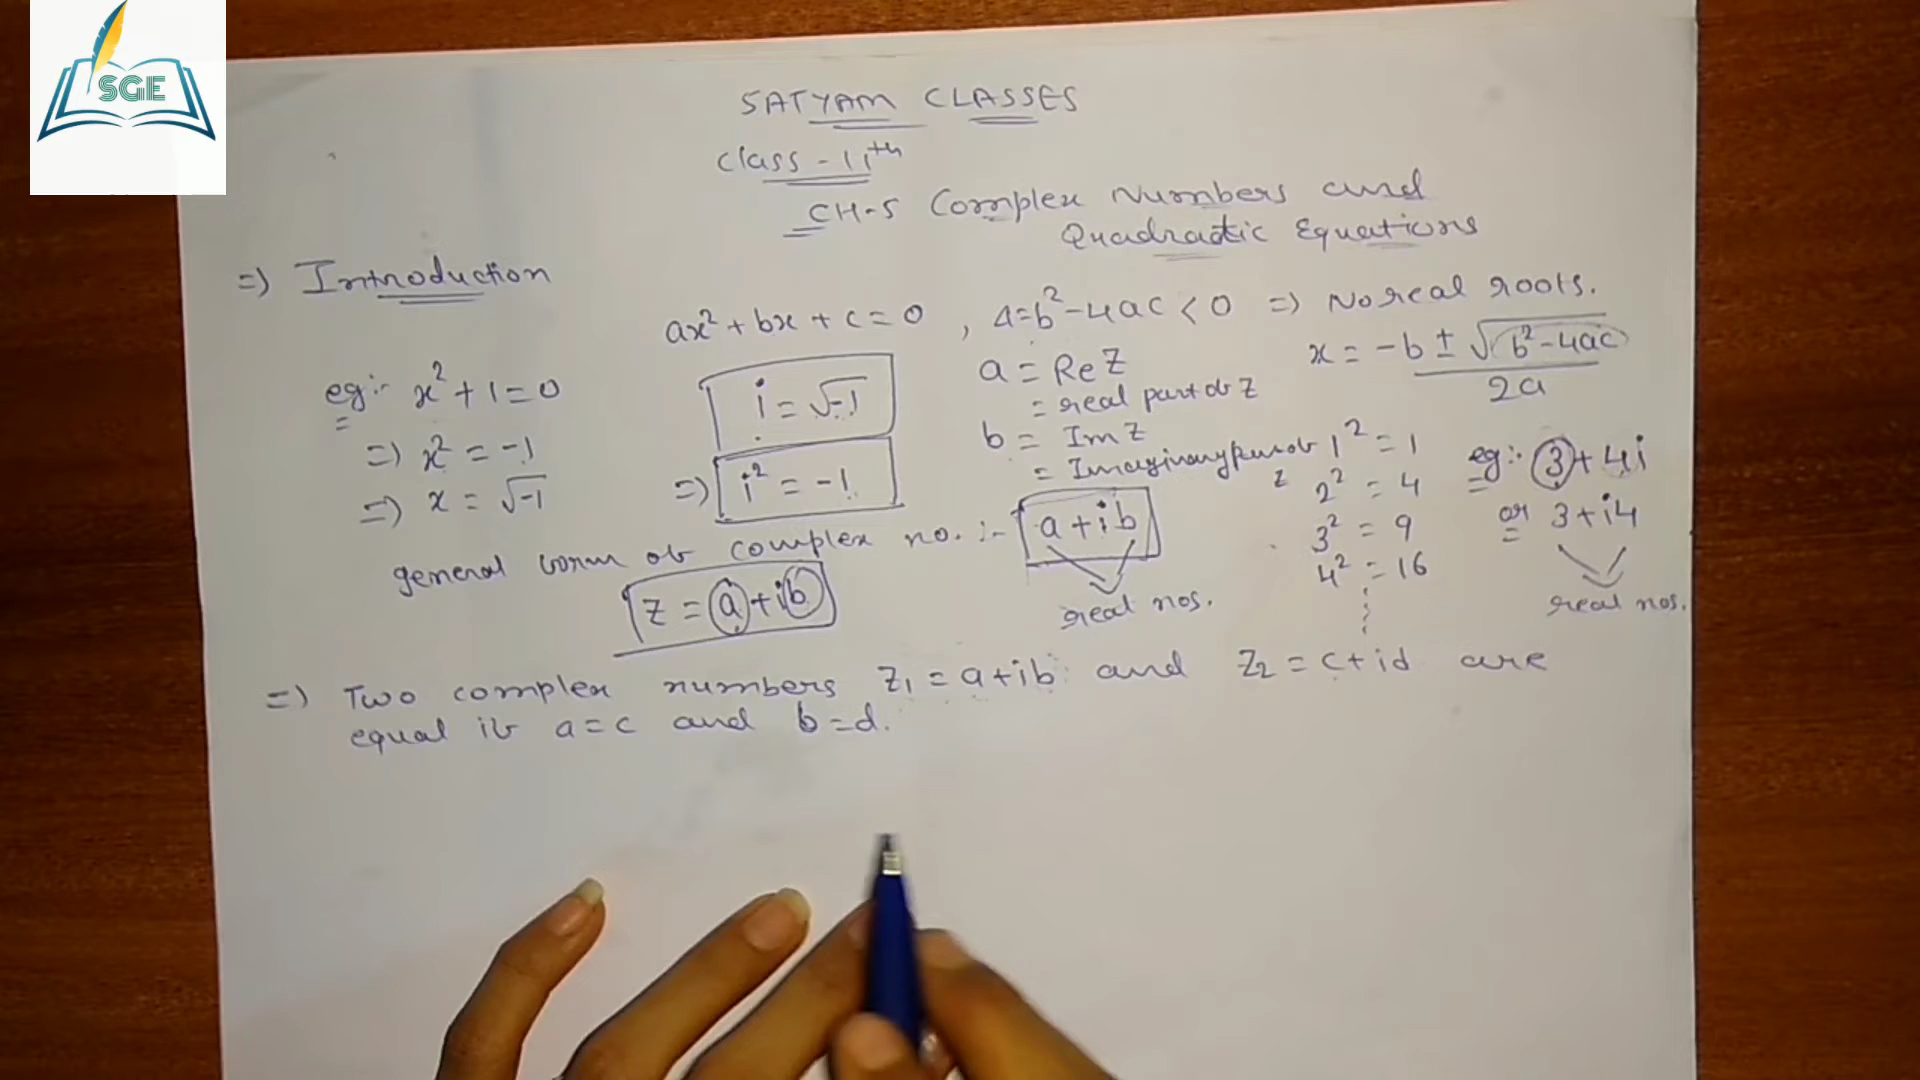 SGE
SATYAM CLASSES
Class - 11th
CH-5 Complex Numbers and
Quadratic Equations
=> Introduction
ax² + bx + c = 0 , Δ=b²-4ac < 0 => No real roots.
x = -b ± √b²-4ac
2a
eg:- x² + 1 = 0
=> x² = -1
=> x = √-1
i = √-1
=> i² = -1
a = Re Z
= real part of Z
b = Im Z
= Imaginary part of
Z
1² = 1
2² = 4
3² = 9
4² = 16
eg:- 3 + 4i
or 3 + i4
real nos.
general form of complex no. :- a + ib
real nos.
Z = a + ib
=> Two complex numbers Z₁ = a+ib and Z₂ = c+id are
equal if a=c and b=d.